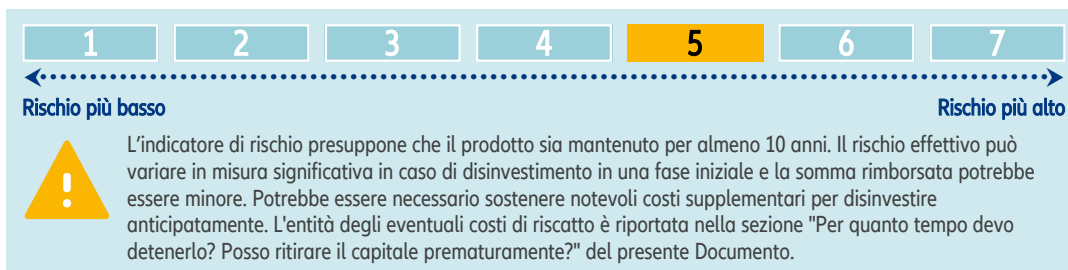 1 2 3 4 5 6 7
Rischio più basso Rischio più alto
!
L'indicatore di rischio presuppone che il prodotto sia mantenuto per almeno 10 anni. Il rischio effettivo può
variare in misura significativa in caso di disinvestimento in una fase iniziale e la somma rimborsata potrebbe
essere minore. Potrebbe essere necessario sostenere notevoli costi supplementari per disinvestire
anticipatamente. L'entità degli eventuali costi di riscatto è riportata nella sezione "Per quanto tempo devo
detenerlo? Posso ritirare il capitale prematuramente?" del presente Documento.